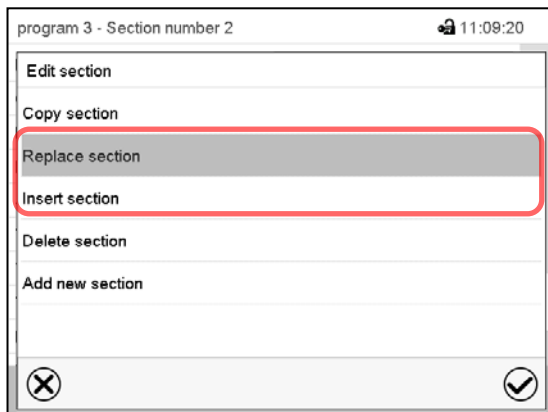 program 3 - Section number 2 11:09:20
Edit section
Copy section
Replace section
Insert section
Delete section
Add new section